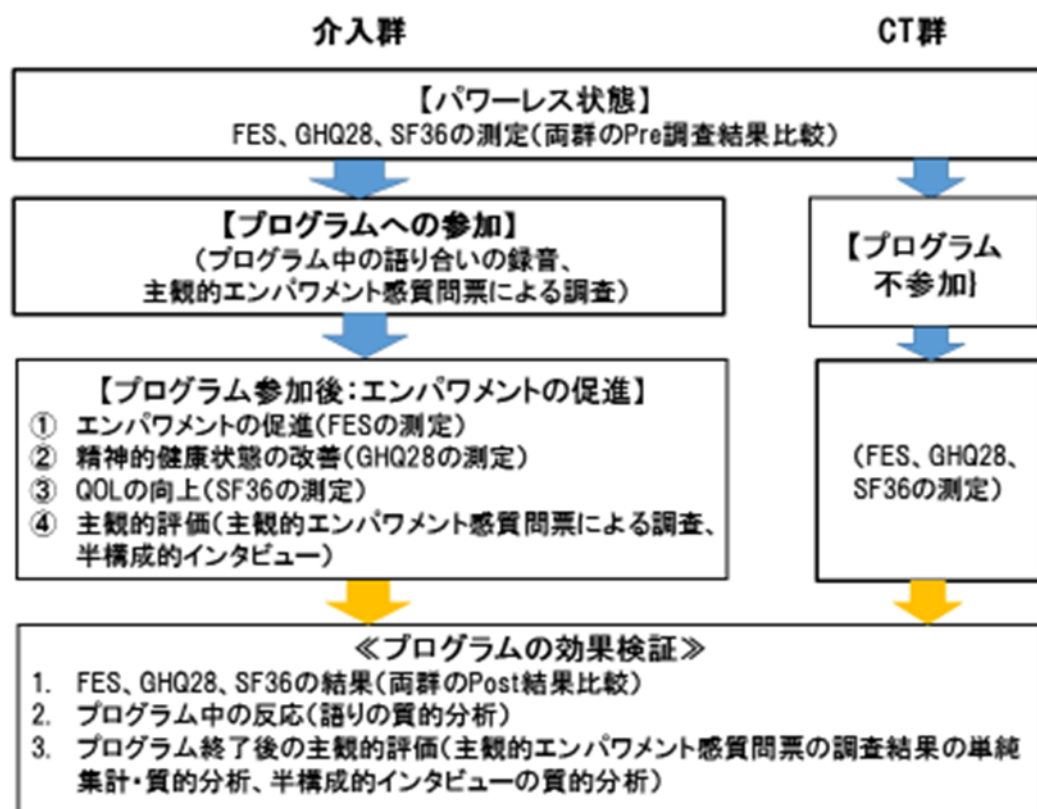 介入群
CT群
【パワーレス状態】
FES、GHQ28、SF36の測定(両群のPre調査結果比較)
【プログラムへの参加】
(プログラム中の語り合いの録音、
主観的エンパワメント感質問票による調査)
【プログラム
不参加}
【プログラム参加後:エンパワメントの促進】
① エンパワメントの促進(FESの測定)
② 精神的健康状態の改善(GHQ28の測定)
③ QOLの向上(SF36の測定)
④ 主観的評価(主観的エンパワメント感質問票による調査、
半構成的インタビュー)
(FES、GHQ28、
SF36の測定)
≪プログラムの効果検証≫
1. FES、GHQ28、SF36の結果(両群のPost結果比較)
2. プログラム中の反応(語りの質的分析)
3. プログラム終了後の主観的評価(主観的エンパワメント感質問票の調査結果の単純
集計・質的分析、半構成的インタビューの質的分析)